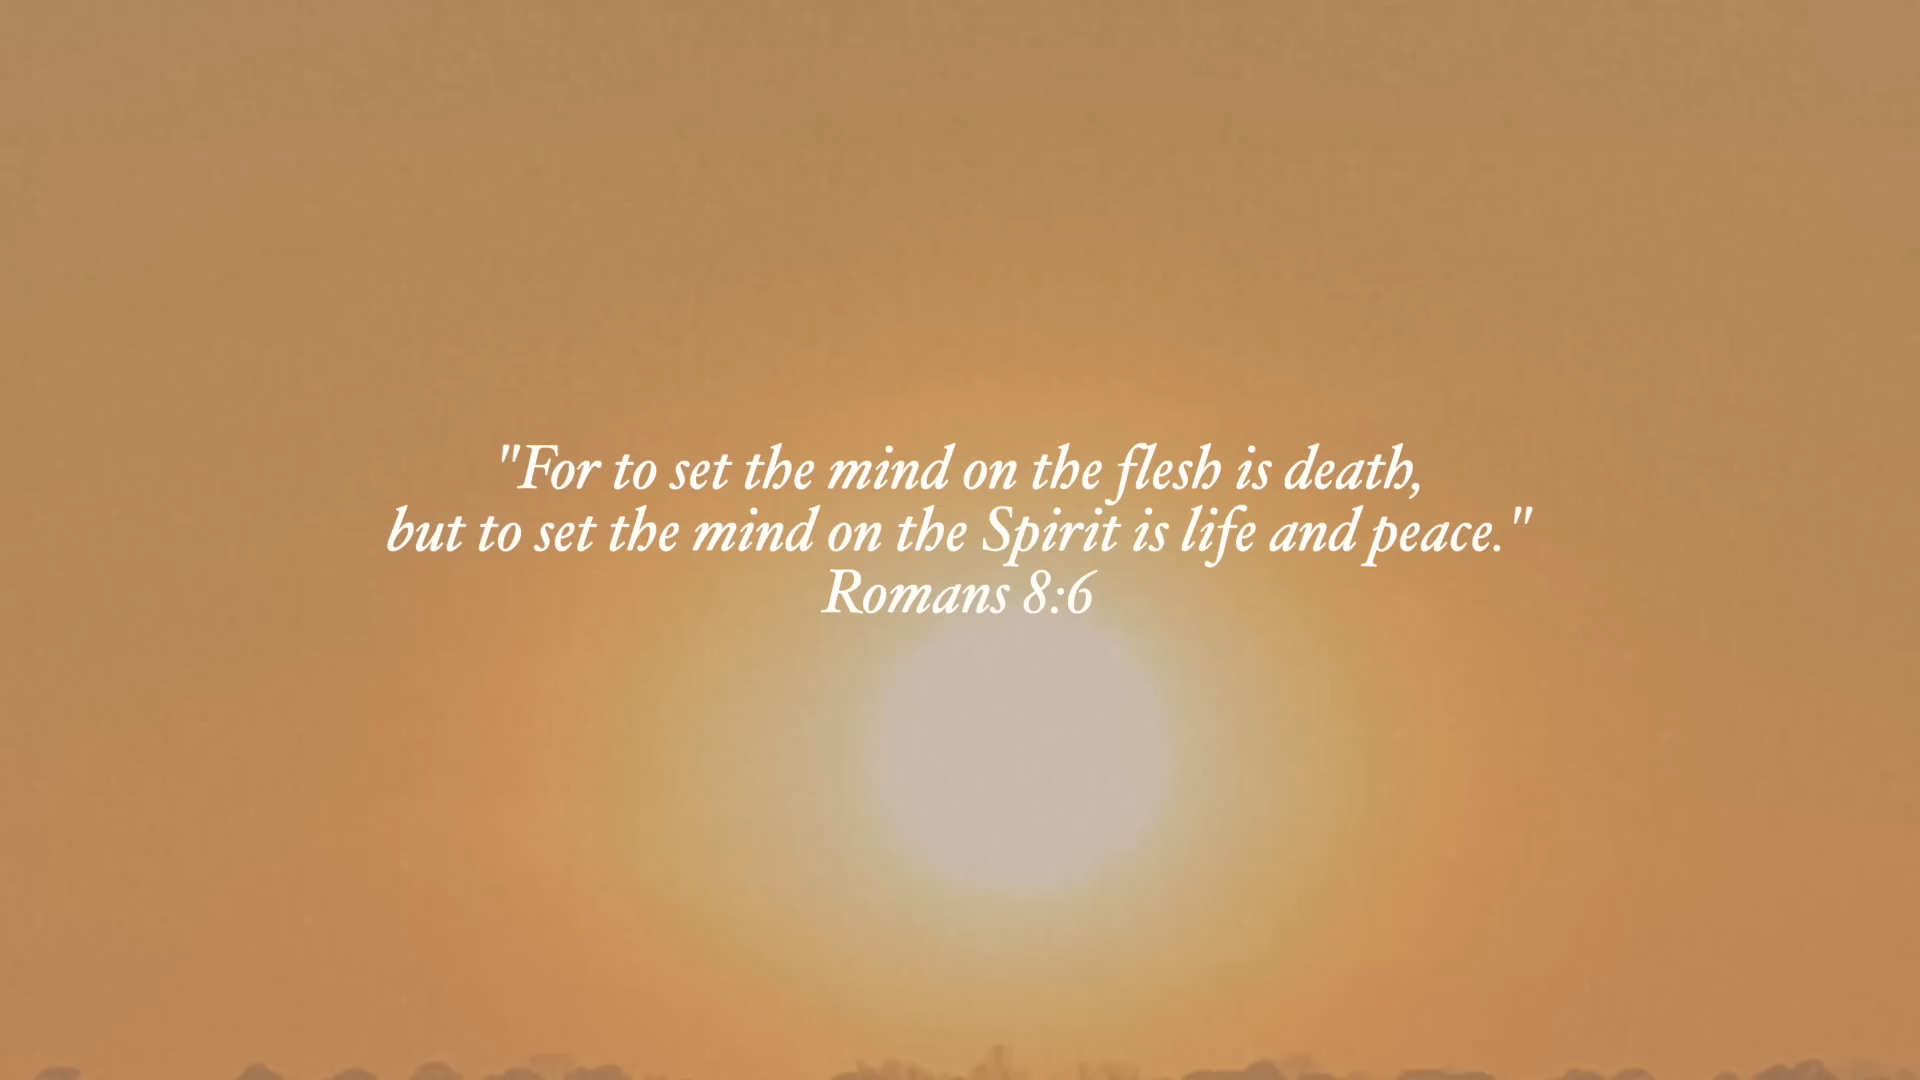 "For to set the mind on the flesh is death,
but to set the mind on the Spirit is life and peace."
Romans 8:6